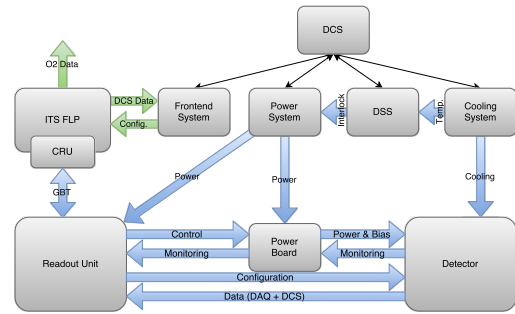 DCS
O2 Data
ITS FLP
CRU
DCS Data
Config.
Frontend
System
Power
System
Interlock
DSS
Temp.
Cooling
System
GBT
Power
Power
Cooling
Readout Unit
Control
Monitoring
Power
Board
Power & Bias
Monitoring
Configuration
Data (DAQ + DCS)
Detector